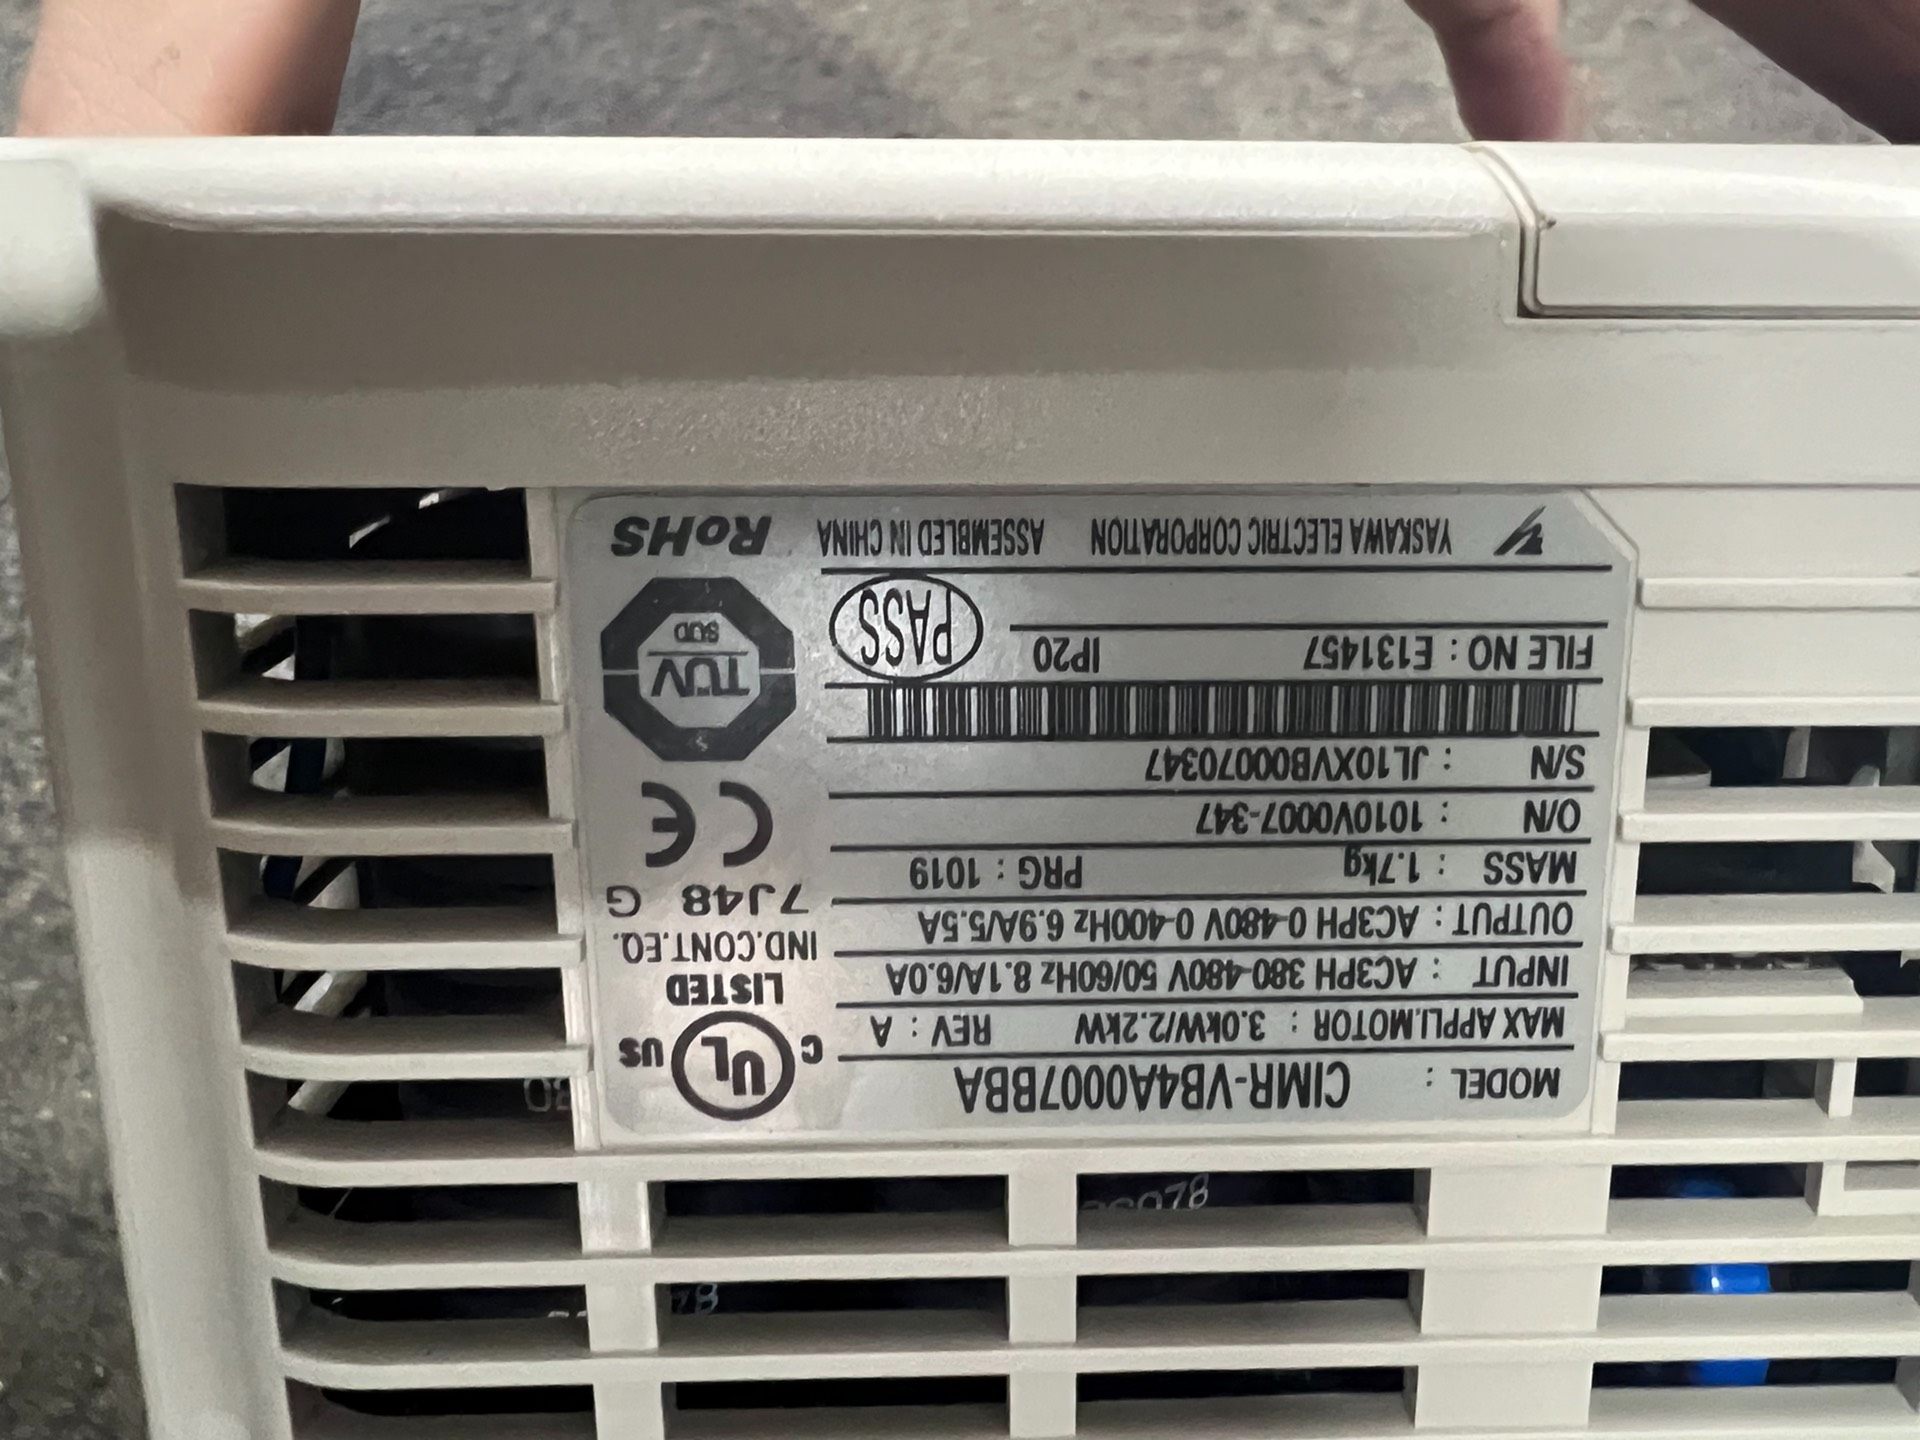 MODEL : CIMR-VB4A0007BBA
MAX APPLI.MOTOR : 3.0kW/2.2kW REV : A
INPUT : AC3PH 380-480V 50/60Hz 8.1A/6.0A
OUTPUT : AC3PH 0-480V 0-400Hz 6.9A/5.5A
MASS : 1.7kg PRG : 1019
O/N : 1010V0007-347
S/N : JL10XVB00070347
FILE NO : E131457 IP20
PASS
YASKAWA ELECTRIC CORPORATION ASSEMBLED IN CHINA
C UL US
LISTED
IND.CONT.EQ.
7J48 G
CE
TÜV
SÜD
RoHS